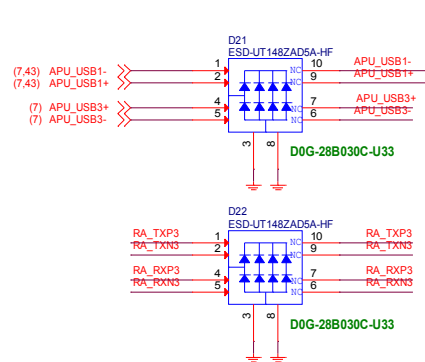 D21
ESD-UT148ZAD5A-HF
(7,43) APU_USB1- 1 NC 10 APU_USB1-
(7,43) APU_USB1+ 2 NC 9 APU_USB1+
(7) APU_USB3+ 4 NC 7 APU_USB3+
(7) APU_USB3- 5 NC 6 APU_USB3-
3 8 D0G-28B030C-U33
D22
ESD-UT148ZAD5A-HF
RA_TXP3 1 NC 10 RA_TXP3
RA_TXN3 2 NC 9 RA_TXN3
RA_RXP3 4 NC 7 RA_RXP3
RA_RXN3 5 NC 6 RA_RXN3
3 8 D0G-28B030C-U33